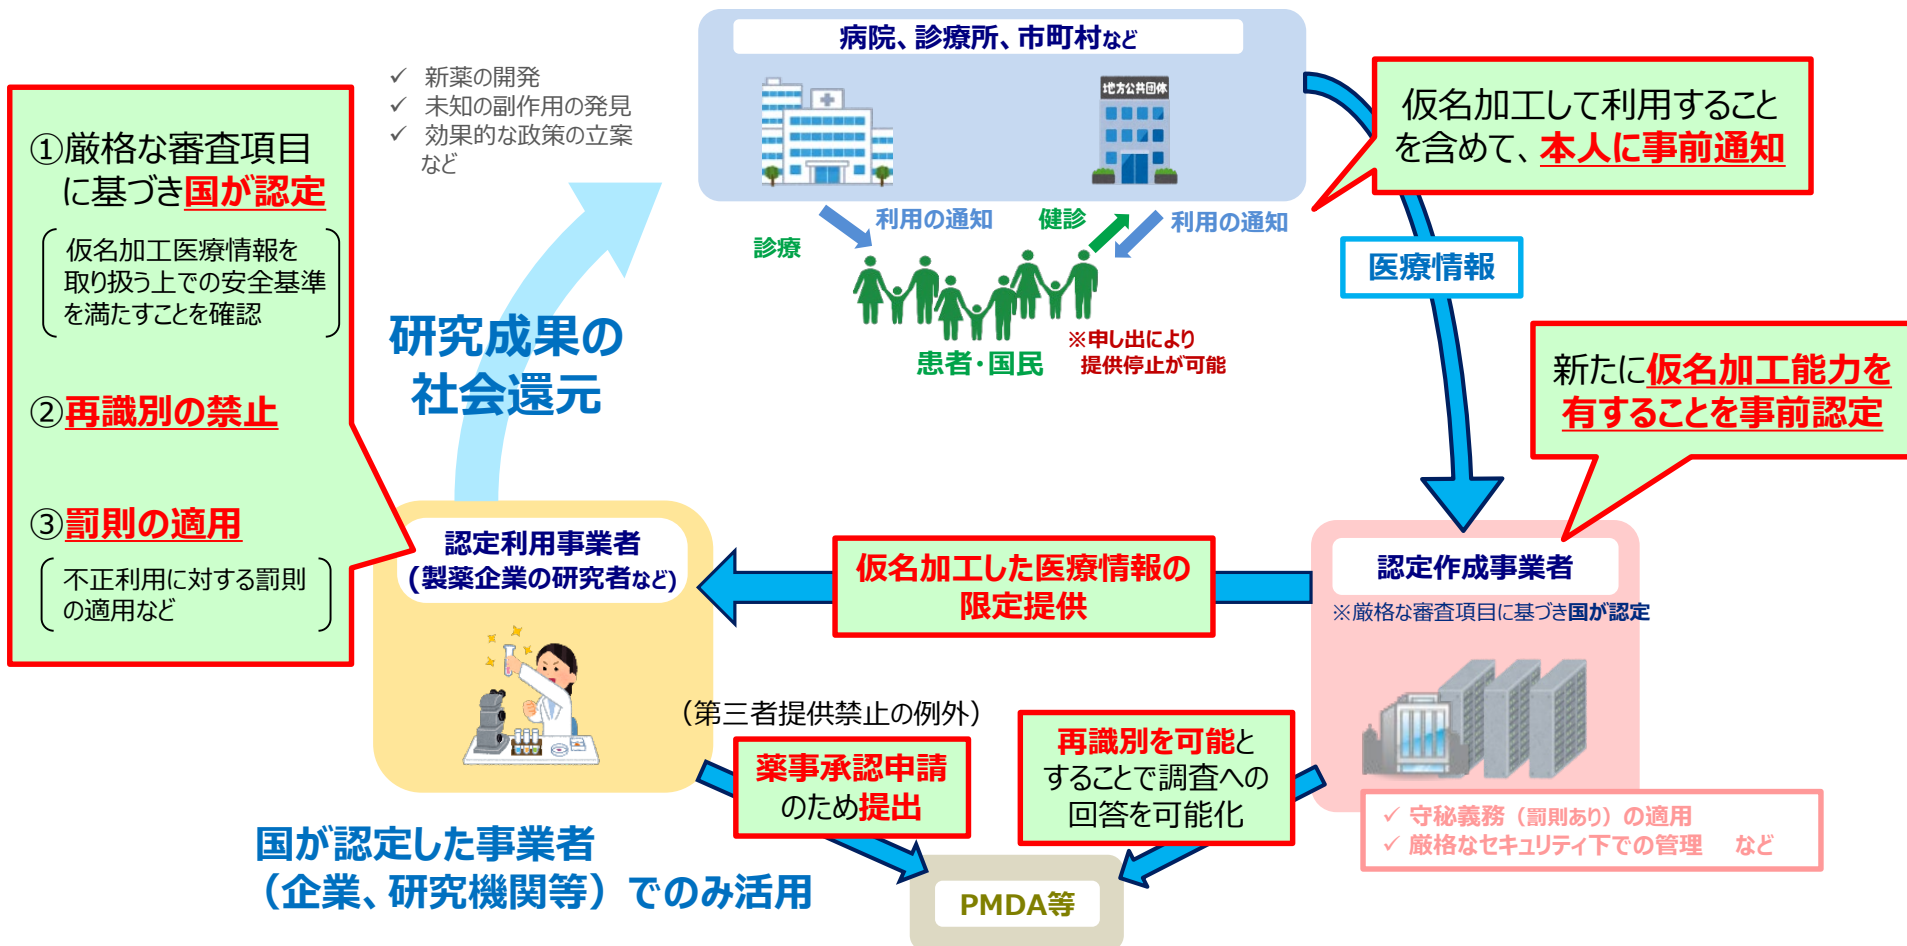 病院、診療所、市町村など
地方公共団体
✓ 新薬の開発
✓ 未知の副作用の発見
✓ 効果的な政策の立案
など
①厳格な審査項目
に基づき国が認定
仮名加工医療情報を
取り扱う上での安全基準
を満たすことを確認
②再識別の禁止
③罰則の適用
不正利用に対する罰則
の適用など
仮名加工して利用すること
を含めて、本人に事前通知
利用の通知
健診
利用の通知
診療
医療情報
患者・国民
※申し出により
提供停止が可能
研究成果の
社会還元
新たに仮名加工能力を
有することを事前認定
認定利用事業者
(製薬企業の研究者など)
仮名加工した医療情報の
限定提供
認定作成事業者
※厳格な審査項目に基づき国が認定
（第三者提供禁止の例外）
薬事承認申請
のため提出
再識別を可能と
することで調査への
回答を可能化
✓ 守秘義務（罰則あり）の適用
✓ 厳格なセキュリティ下での管理 など
国が認定した事業者
（企業、研究機関等）でのみ活用
PMDA等